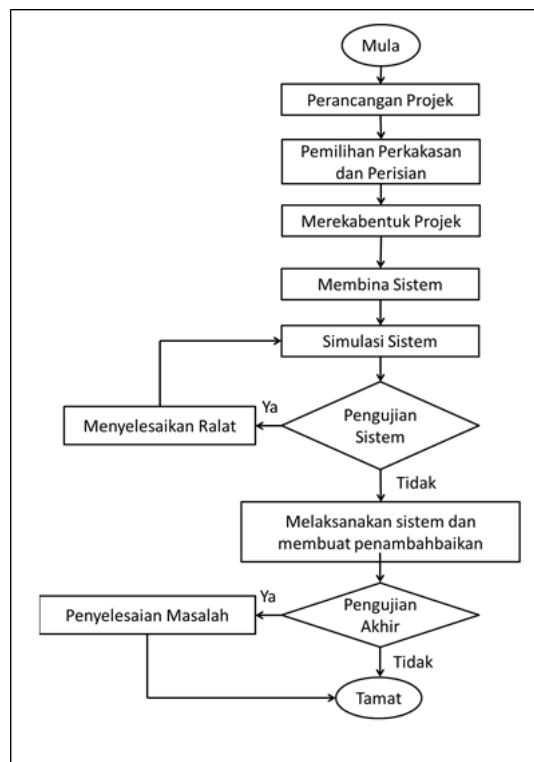 Mula
Perancangan Projek
Pemilihan Perkakasan
dan Perisian
Merekabentuk Projek
Membina Sistem
Simulasi Sistem
Pengujian
Sistem
Ya
Menyelesaikan Ralat
Tidak
Melaksanakan sistem dan
membuat penambahbaikan
Pengujian
Akhir
Ya
Penyelesaian Masalah
Tidak
Tamat